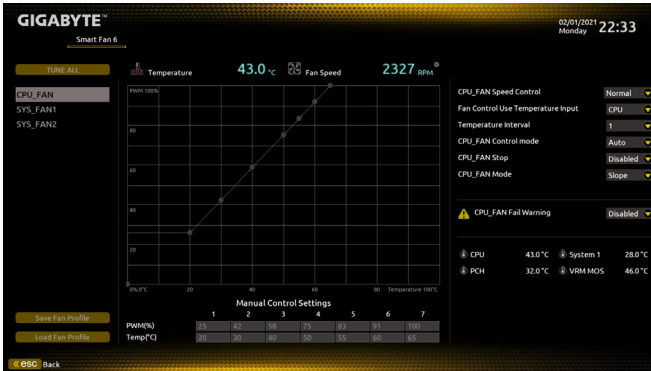 GIGABYTE™
02/01/2021 Monday 22:33
Smart Fan 6
TUNE ALL
Temperature 43.0 °C Fan Speed 2327 RPM
CPU_FAN
SYS_FAN1
SYS_FAN2
PWM 100%
80
60
40
20
0%,0°C 20 40 60 80 Temperature 100°C
CPU_FAN Speed Control Normal
Fan Control Use Temperature Input CPU
Temperature Interval 1
CPU_FAN Control mode Auto
CPU_FAN Stop Disabled
CPU_FAN Mode Slope
CPU_FAN Fail Warning Disabled
CPU 43.0°C System 1 28.0°C
PCH 32.0°C VRM MOS 46.0°C
Manual Control Settings
1 2 3 4 5 6 7
PWM(%) 25 42 58 75 83 91 100
Temp(°C) 20 30 40 50 55 60 65
Save Fan Profile
Load Fan Profile
esc Back